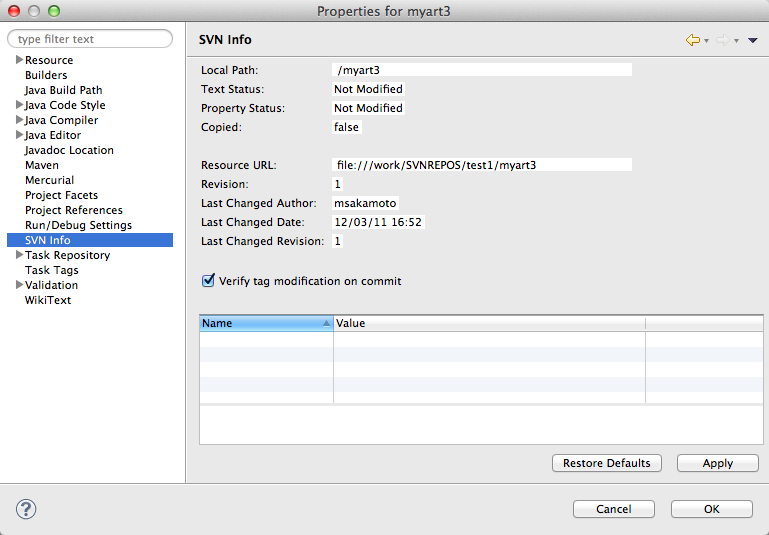 Properties for myart3
type filter text
Resource
Builders
Java Build Path
Java Code Style
Java Compiler
Java Editor
Javadoc Location
Maven
Mercurial
Project Facets
Project References
Run/Debug Settings
SVN Info
Task Repository
Task Tags
Validation
WikiText
SVN Info
Local Path: /myart3
Text Status: Not Modified
Property Status: Not Modified
Copied: false
Resource URL: file:///work/SVNREPOS/test1/myart3
Revision: 1
Last Changed Author: msakamoto
Last Changed Date: 12/03/11 16:52
Last Changed Revision: 1
Verify tag modification on commit
Name Value
Restore Defaults Apply
? Cancel OK